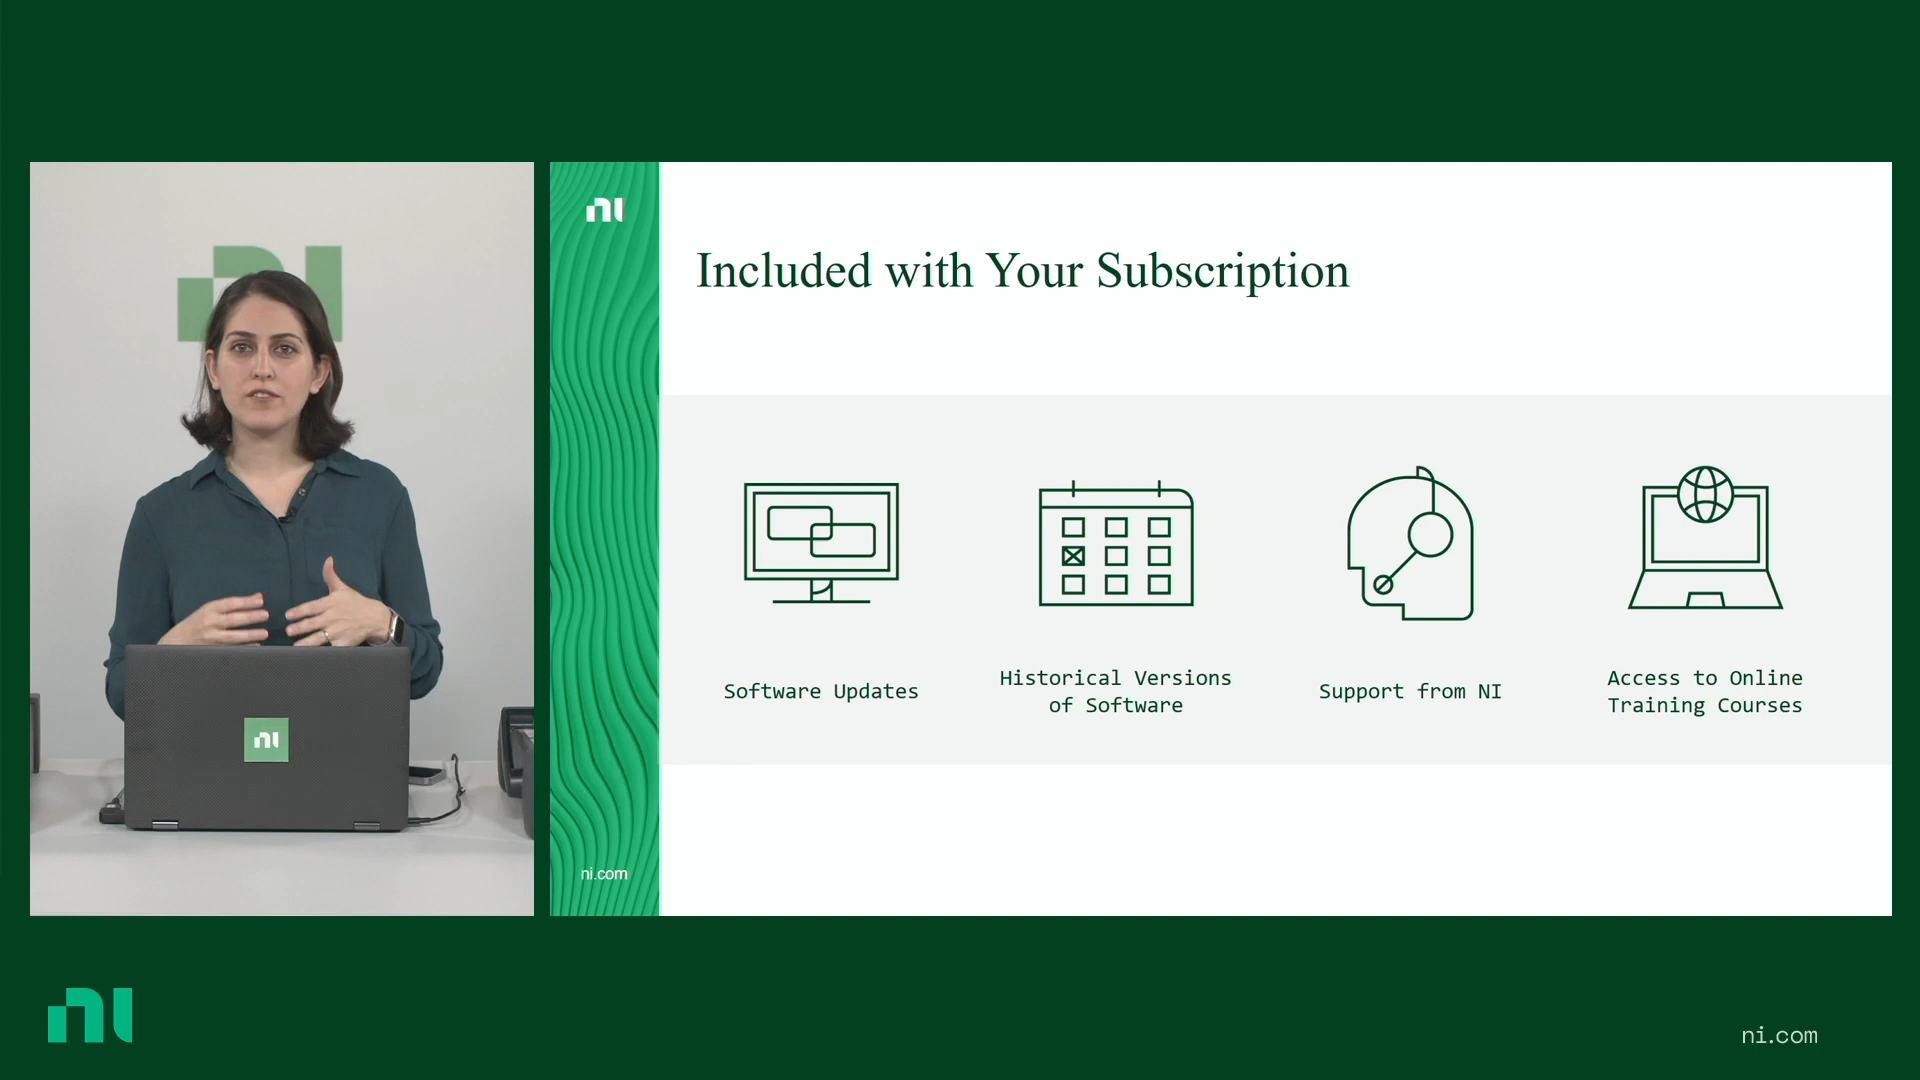 ni
Included with Your Subscription
Software Updates
Historical Versions
of Software
Support from NI
Access to Online
Training Courses
ni
ni.com
ni
ni.com